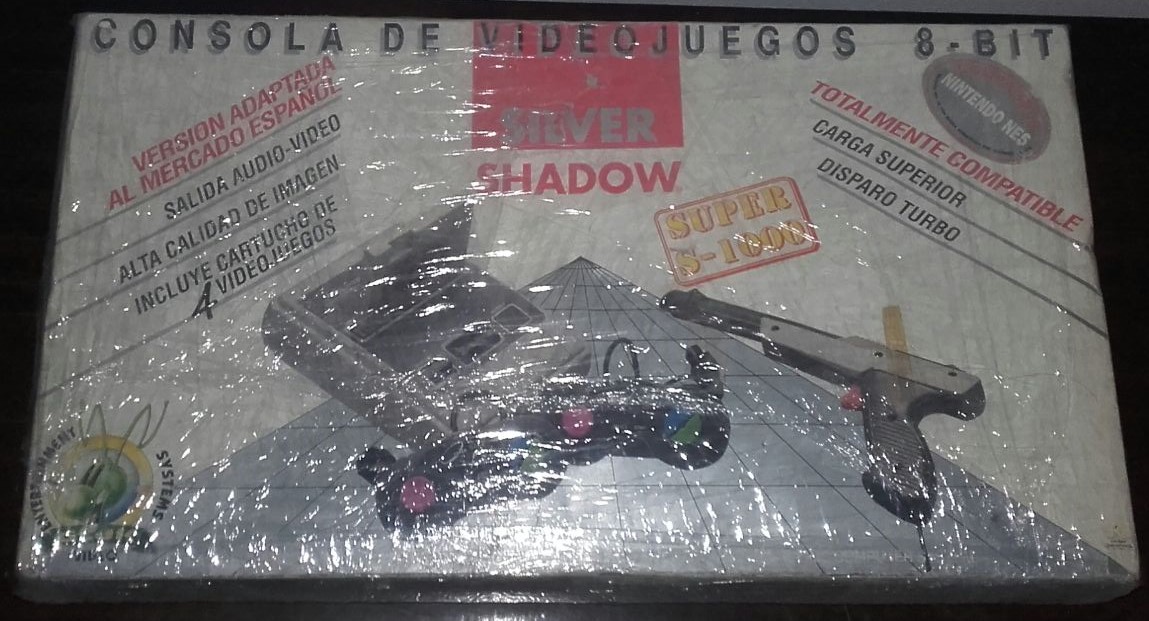 CONSOLA DE VIDEOJUEGOS 8-BIT
VERSION ADAPTADA
AL MERCADO ESPAÑOL
SALIDA AUDIO-VIDEO
ALTA CALIDAD DE IMAGEN
INCLUYE CARTUCHO DE
4 VIDEOJUEGOS
SILVER
SHADOW
SUPER
S-1000
NINTENDO NES
TOTALMENTE COMPATIBLE
CARGA SUPERIOR
DISPARO TURBO
ENTERTAINMENT
SYSTEMS